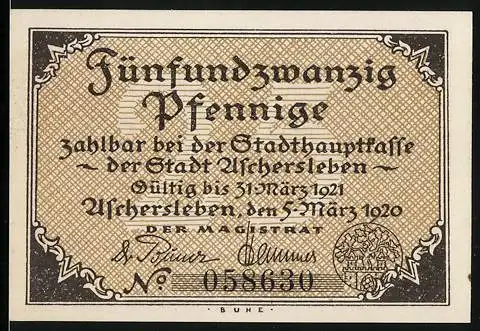 Fünfundzwanzig
Pfennige
zahlbar bei der Stadthauptkasse
~ der Stadt Aschersleben ~
Gültig bis 31. März 1921
Aschersleben, den 5. März 1920
DER MAGISTRAT
No. 058630
· BUHE ·